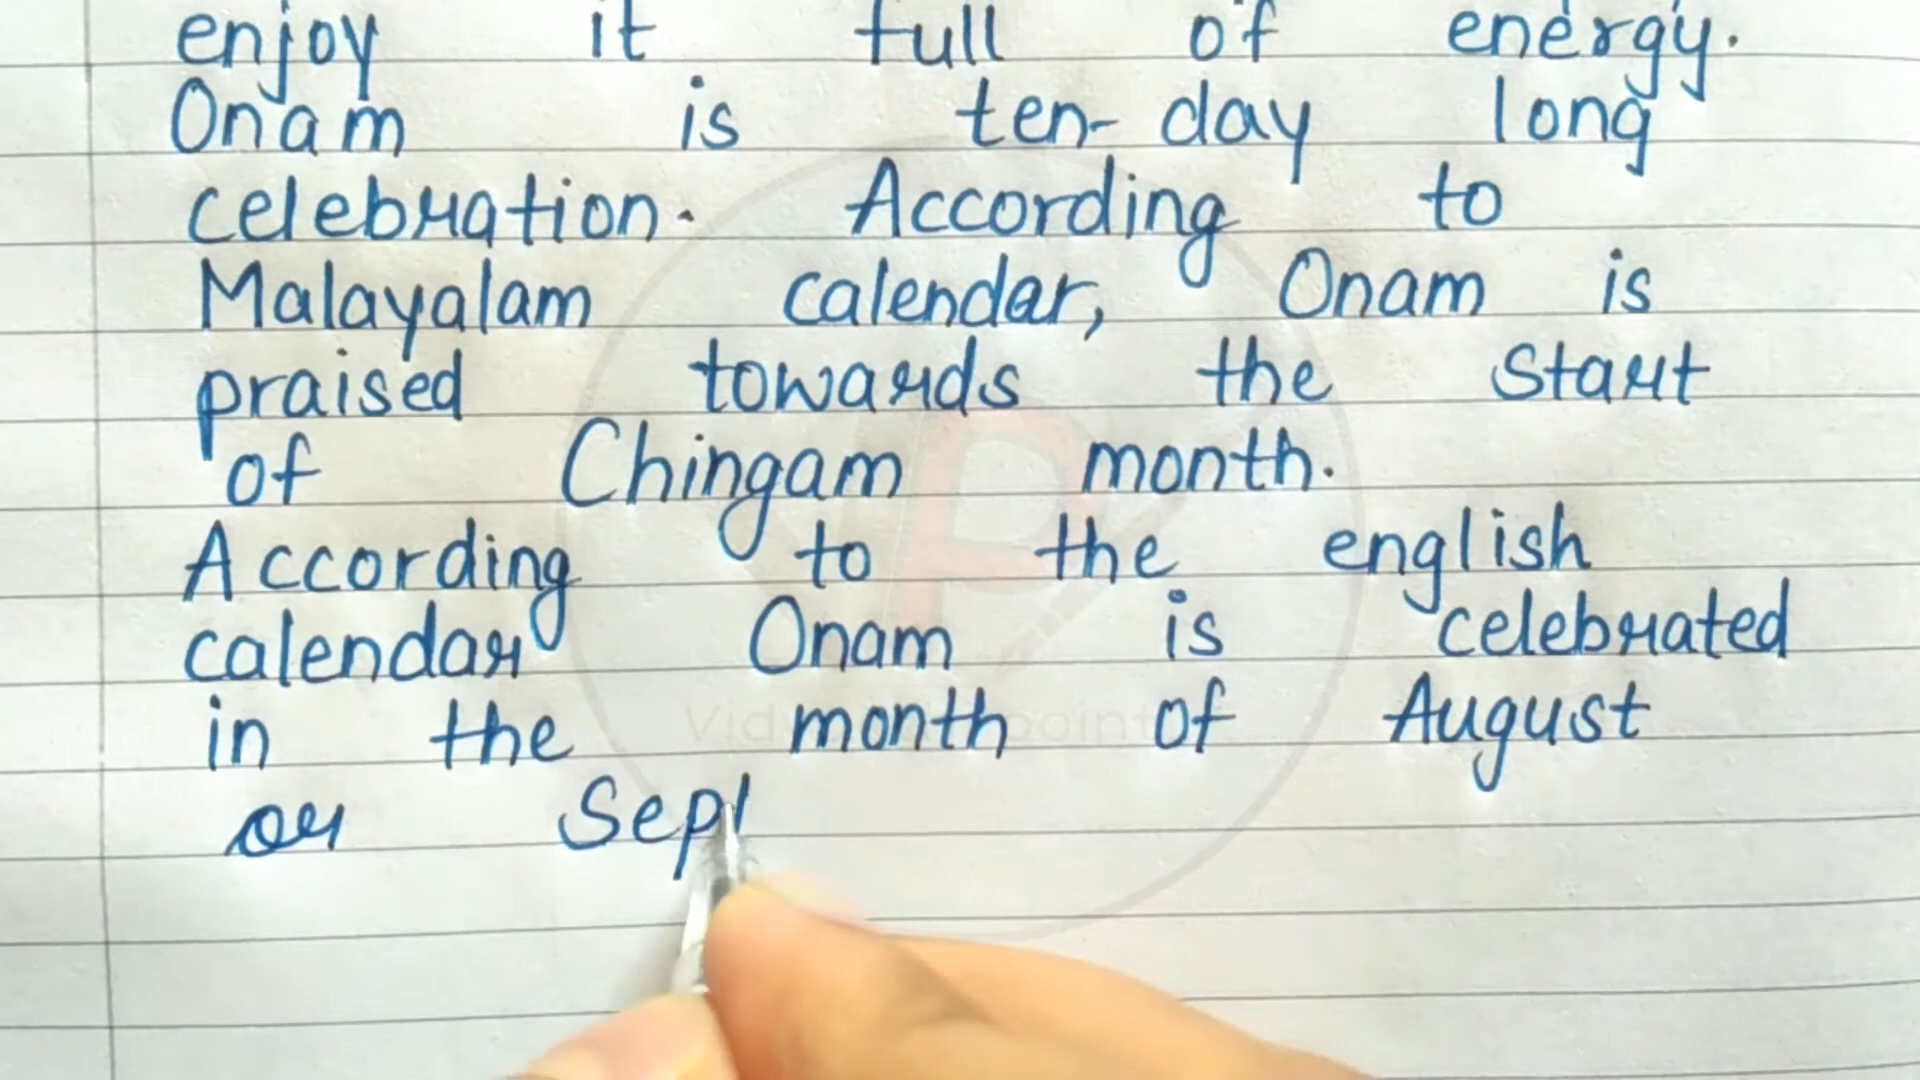 enjoy it full of energy.
Onam is ten-day long
celebration. According to
Malayalam calendar, Onam is
praised towards the start
of Chingam month.
According to the english
calendar Onam is celebrated
in the month of August
or Sep